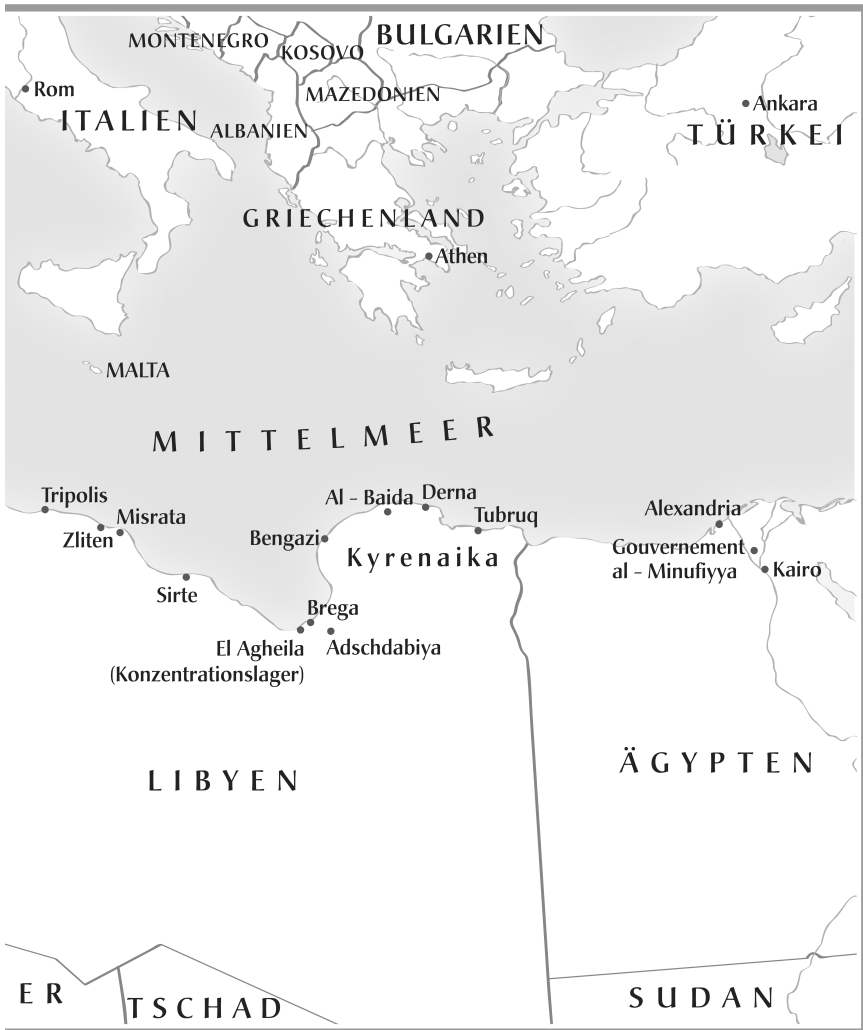 MONTENEGRO
KOSOVO
BULGARIEN
Rom
MAZEDONIEN
Ankara
ITALIEN
ALBANIEN
TÜRKEI
GRIECHENLAND
Athen
MALTA
MITTELMEER
Tripolis
Misrata
Zliten
Al – Baida
Derna
Tubruq
Alexandria
Bengazi
Kyrenaika
Gouvernement
al – Minufiyya
Kairo
Sirte
Brega
El Agheila
(Konzentrationslager)
Adschdabiya
LIBYEN
ÄGYPTEN
ER
TSCHAD
SUDAN